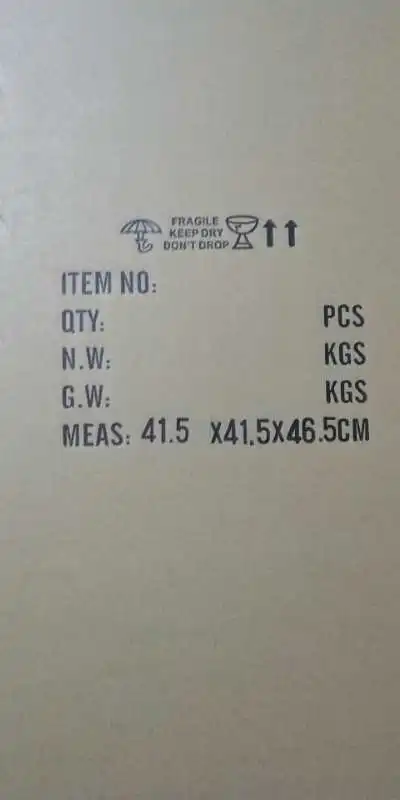 FRAGILE
KEEP DRY
DON'T DROP
ITEM NO:
QTY: PCS
N.W: KGS
G.W: KGS
MEAS: 41.5 X41.5X46.5CM